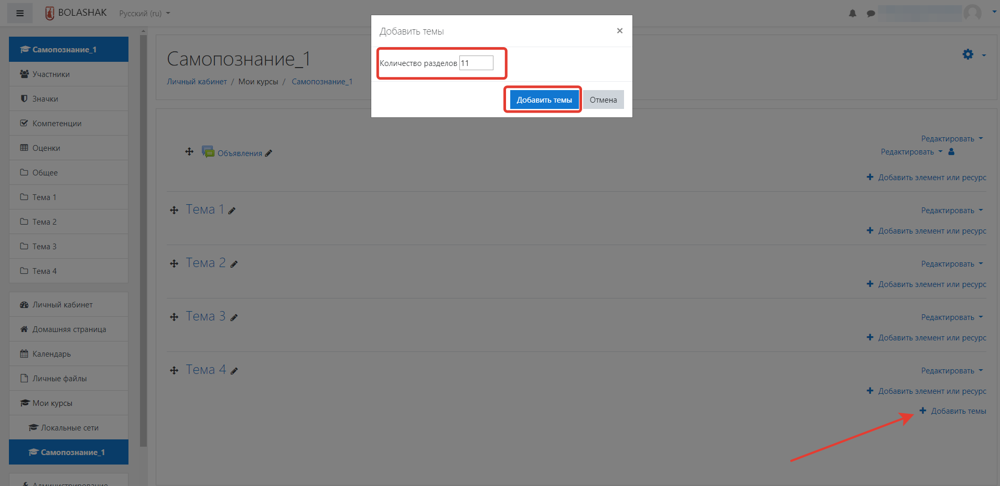 BOLASHAK Русский (ru)
Добавить темы ×
Количество разделов 11
Добавить темы Отмена
Самопознание_1
Участники
Значки
Компетенции
Оценки
Общее
Тема 1
Тема 2
Тема 3
Тема 4
Личный кабинет
Домашняя страница
Календарь
Личные файлы
Мои курсы
Локальные сети
Самопознание_1
Администрирование
Самопознание_1
Личный кабинет / Мои курсы / Самопознание_1
Редактировать
Объявления Редактировать
Добавить элемент или ресурс
Тема 1 Редактировать
Добавить элемент или ресурс
Тема 2 Редактировать
Добавить элемент или ресурс
Тема 3 Редактировать
Добавить элемент или ресурс
Тема 4 Редактировать
Добавить элемент или ресурс
Добавить темы